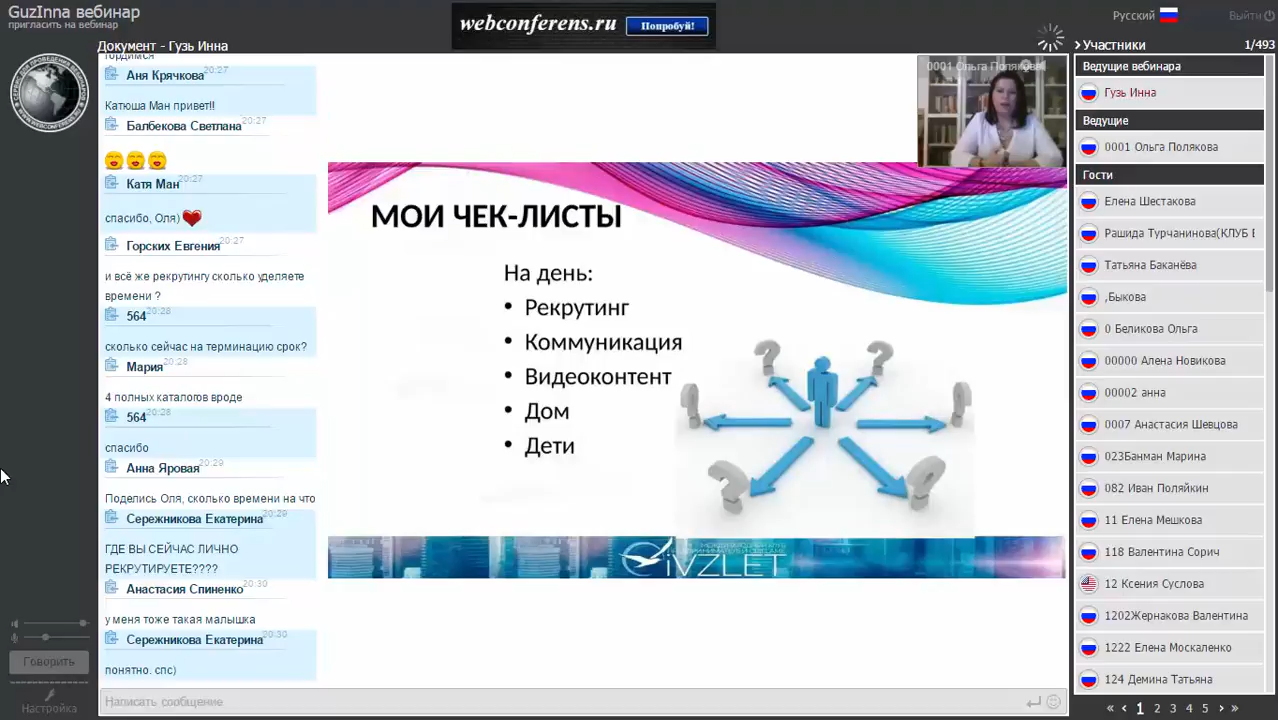 GuzInna вебинар
пригласить на вебинар
webconferens.ru
Попробуй!
Русский
Выйти
Документ - Гузь Инна
гордимся
Аня Крячкова 20:27
Катюша Ман привет!!
Балбекова Светлана 20:27
Катя Ман 20:27
спасибо, Оля)
Горских Евгения 20:27
и всё же рекрутингу сколько уделяете
времени ?
564 20:28
сколько сейчас на терминацию срок?
Мария 20:28
4 полных каталогов вроде
564 20:28
спасибо
Анна Яровая 20:29
Поделись Оля, сколько времени на что
Сережникова Екатерина 20:29
ГДЕ ВЫ СЕЙЧАС ЛИЧНО
РЕКРУТИРУЕТЕ????
Анастасия Спиненко 20:30
у меня тоже такая малышка
Сережникова Екатерина 20:30
понятно. спс)
Написать сообщение
Говорить
Настройка
0001 Ольга Полякова
МОИ ЧЕК-ЛИСТЫ
На день:
• Рекрутинг
• Коммуникация
• Видеоконтент
• Дом
• Дети
iVZLET
Участники 1/493
Ведущие вебинара
Гузь Инна
Ведущие
0001 Ольга Полякова
Гости
Елена Шестакова
Рашида Турчанинова(КЛУБ Е
Татьяна Баканёва
,Быкова
0 Беликова Ольга
00000 Алена Новикова
00002 анна
0007 Анастасия Шевцова
023Банман Марина
082 Иван Поляйкин
11 Елена Мешкова
118 Валентина Сорич
12 Ксения Суслова
1202Жернакова Валентина
1222 Елена Москаленко
124 Демина Татьяна
« ‹ 1 2 3 4 5 › »